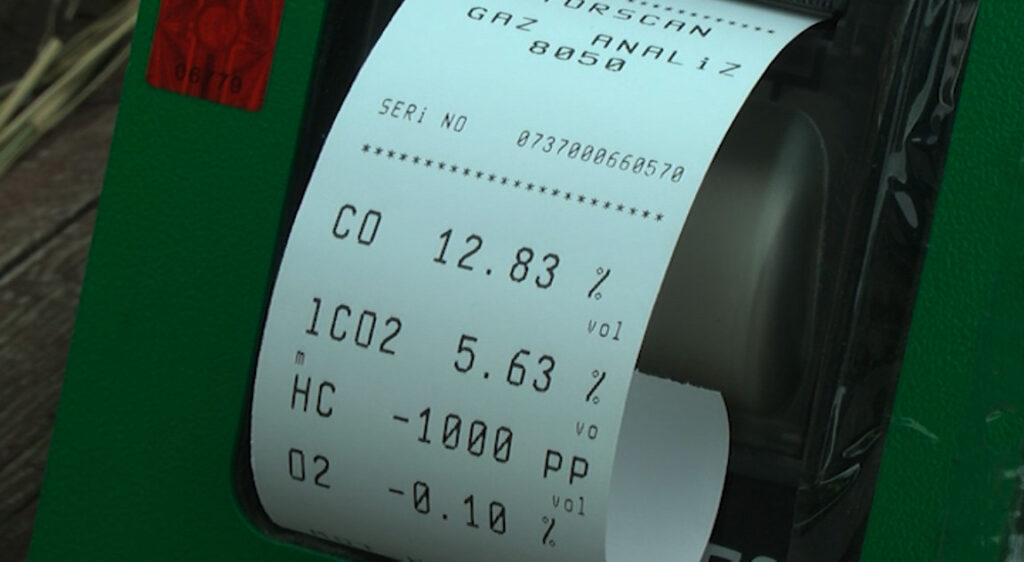 06770
GAZ ANALiZ
8050
SERi NO 0737000660570
************************
CO 12.83 %
vol
1CO2 5.63 %
m
vo
HC -1000 PP
vol
O2 -0.10 %